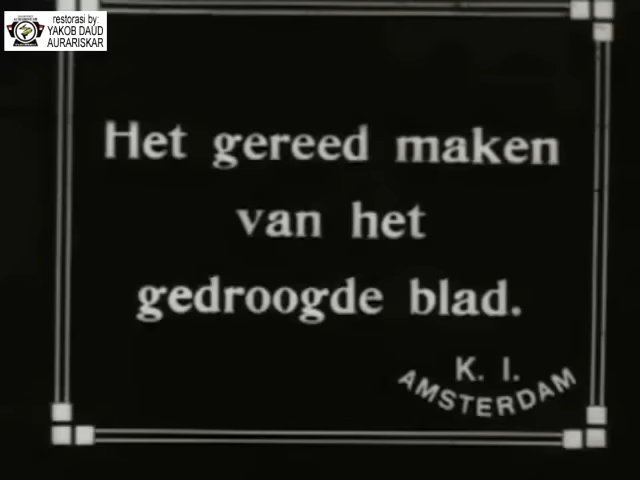 restorasi by:
YAKOB DAUD
AURARISKAR
Het gereed maken
van het
gedroogde blad.
K. I.
AMSTERDAM